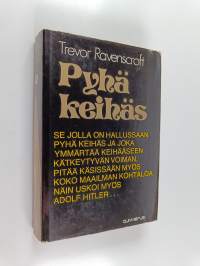 Trevor Ravenscroft
Pyhä
keihäs
SE JOLLA ON HALLUSSAAN
PYHÄ KEIHÄS JA JOKA
YMMÄRTÄÄ KEIHÄÄSEEN
KÄTKEYTYVÄN VOIMAN,
PITÄÄ KÄSISSÄÄN MYÖS
KOKO MAAILMAN KOHTALOA.
NÄIN USKOI MYÖS
ADOLF HITLER...
GUMMERUS